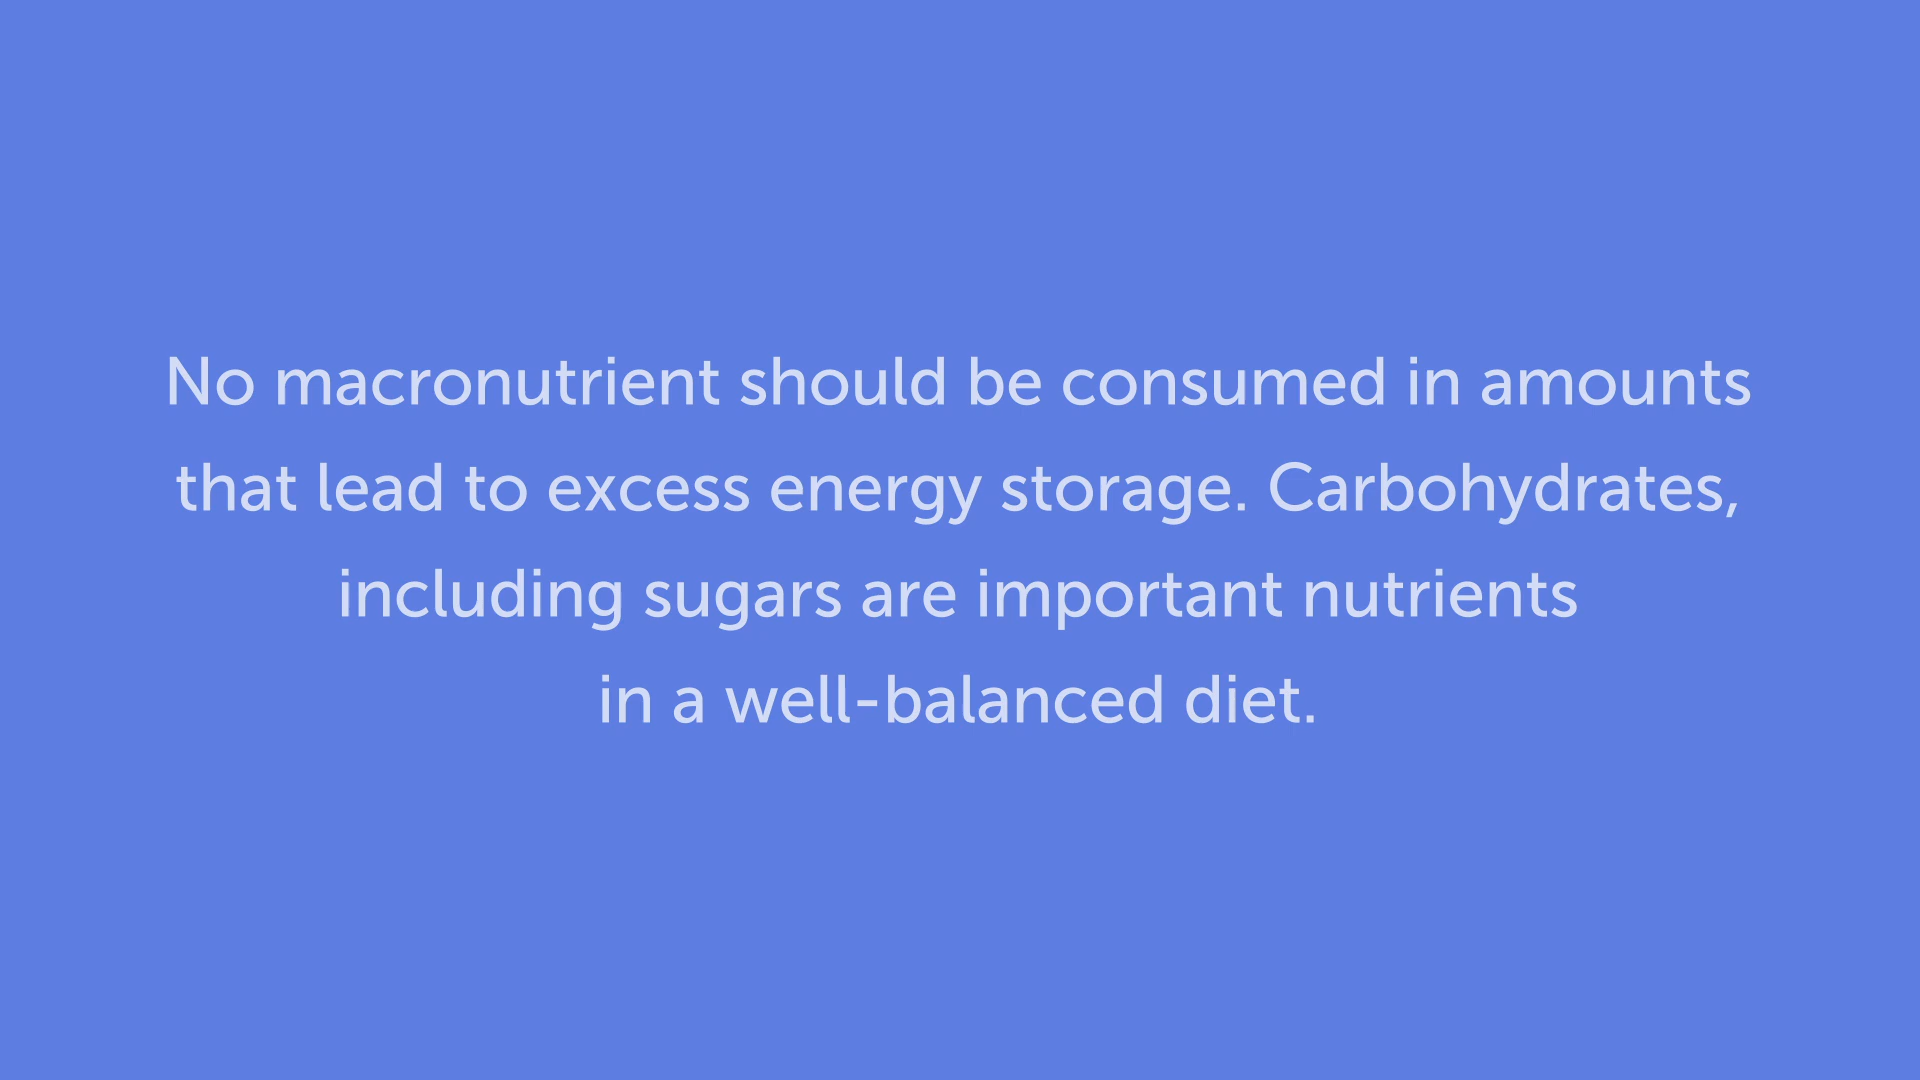 No macronutrient should be consumed in amounts
that lead to excess energy storage. Carbohydrates,
including sugars are important nutrients
in a well-balanced diet.